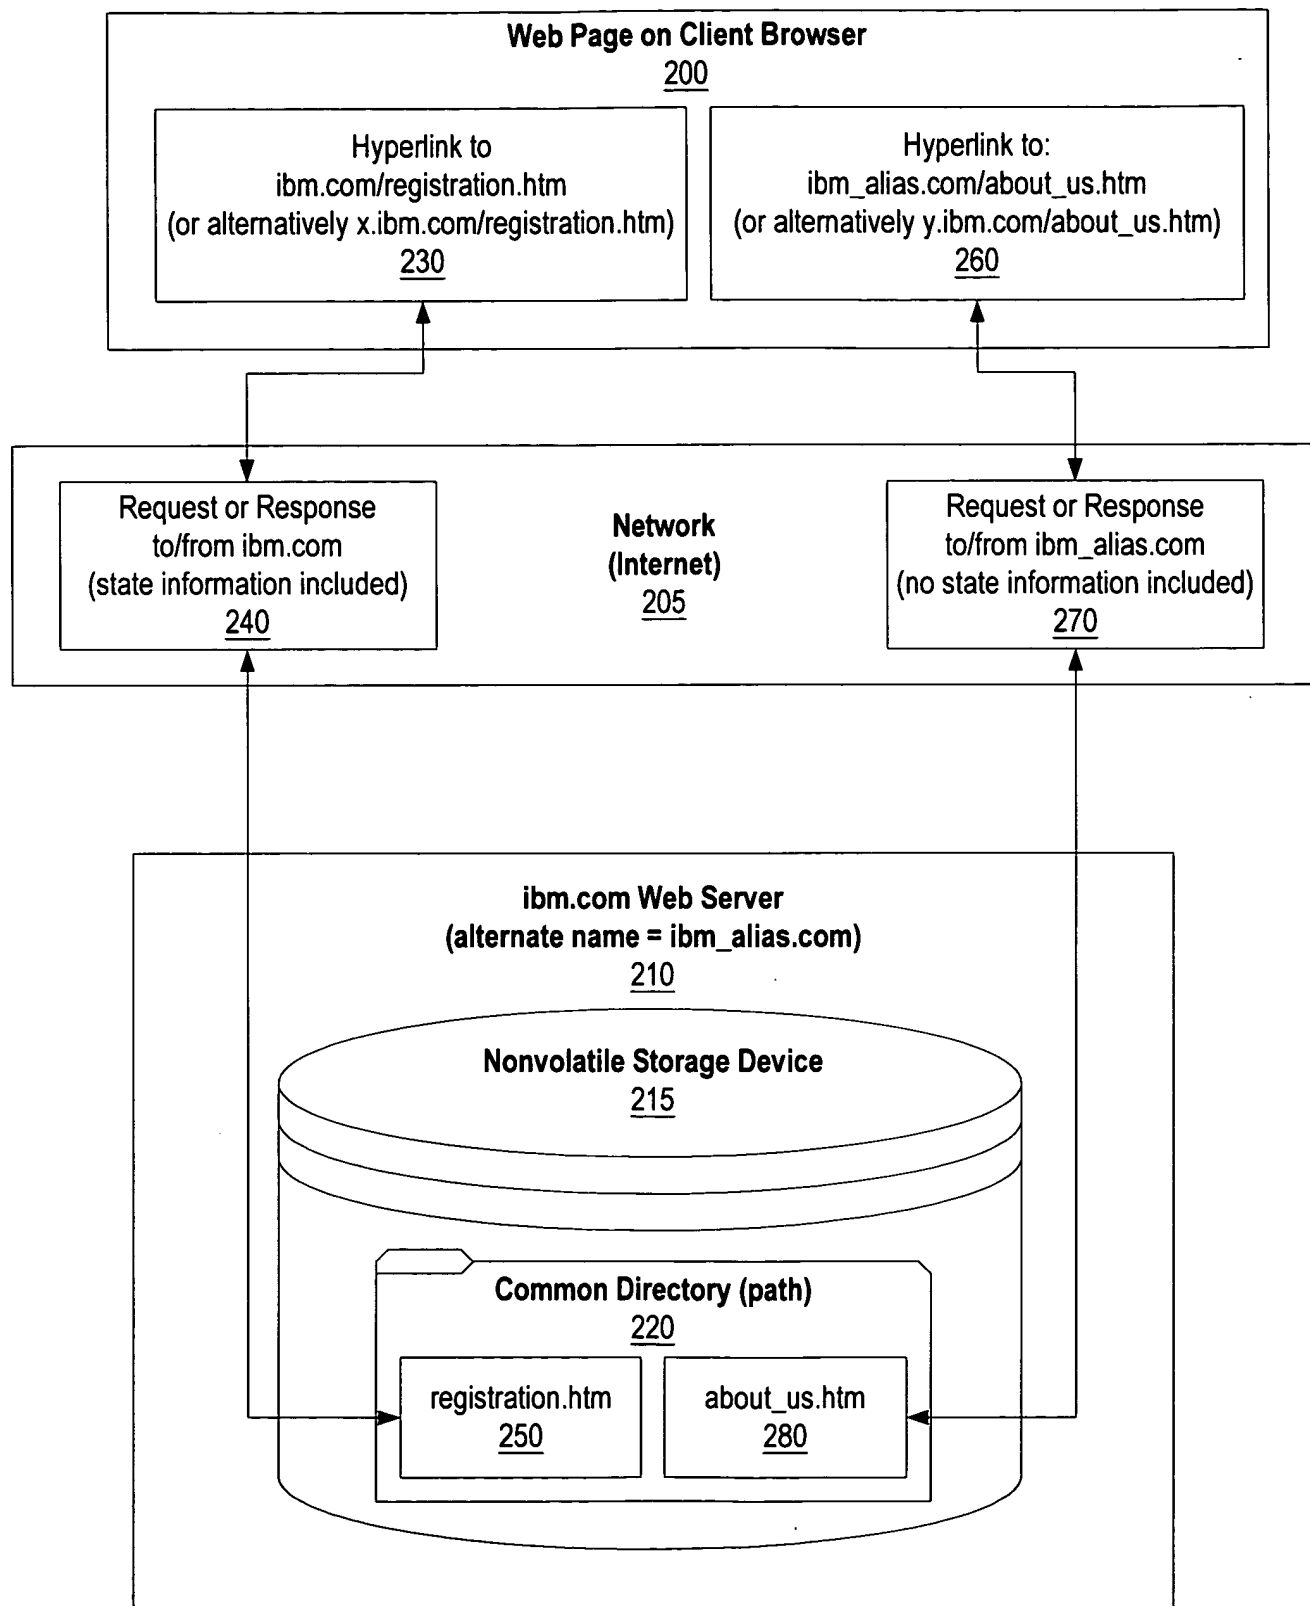 Web Page on Client Browser
200
Hyperlink to
ibm.com/registration.htm
(or alternatively x.ibm.com/registration.htm)
230
Hyperlink to:
ibm_alias.com/about_us.htm
(or alternatively y.ibm.com/about_us.htm)
260
Request or Response
to/from ibm.com
(state information included)
240
Network
(Internet)
205
Request or Response
to/from ibm_alias.com
(no state information included)
270
ibm.com Web Server
(alternate name = ibm_alias.com)
210
Nonvolatile Storage Device
215
Common Directory (path)
220
registration.htm
250
about_us.htm
280